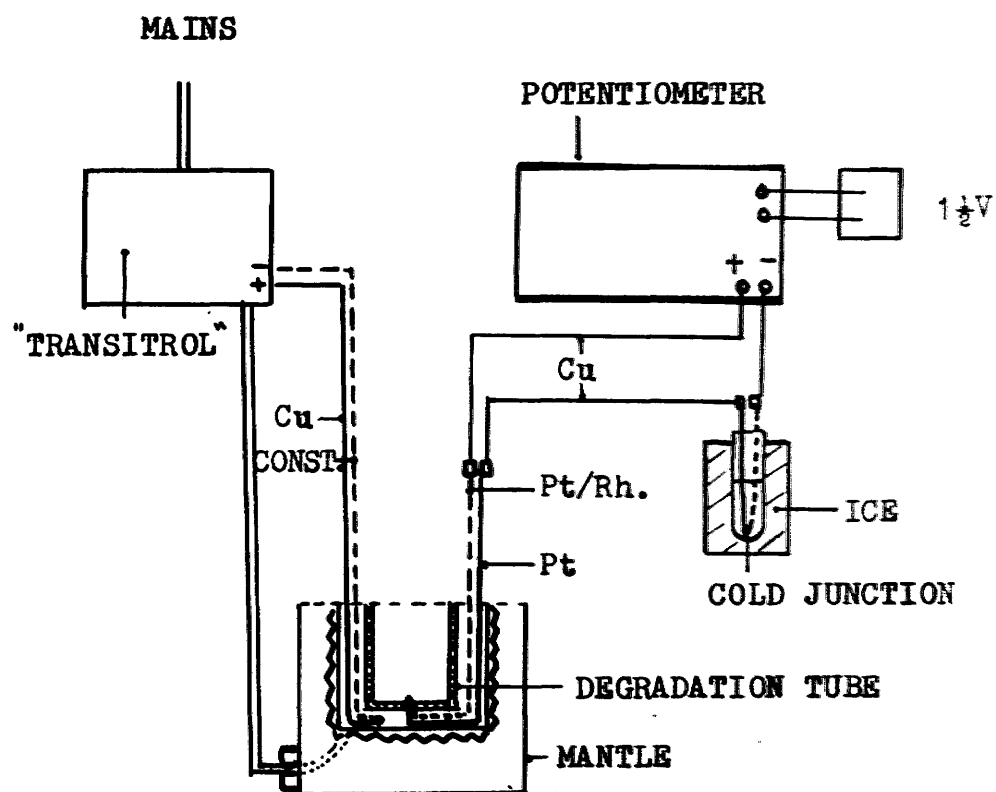 MAINS
POTENTIOMETER
1½V
+ −
−
+
"TRANSITROL"
Cu
Cu
CONST.
Pt/Rh.
ICE
Pt
COLD JUNCTION
DEGRADATION TUBE
MANTLE